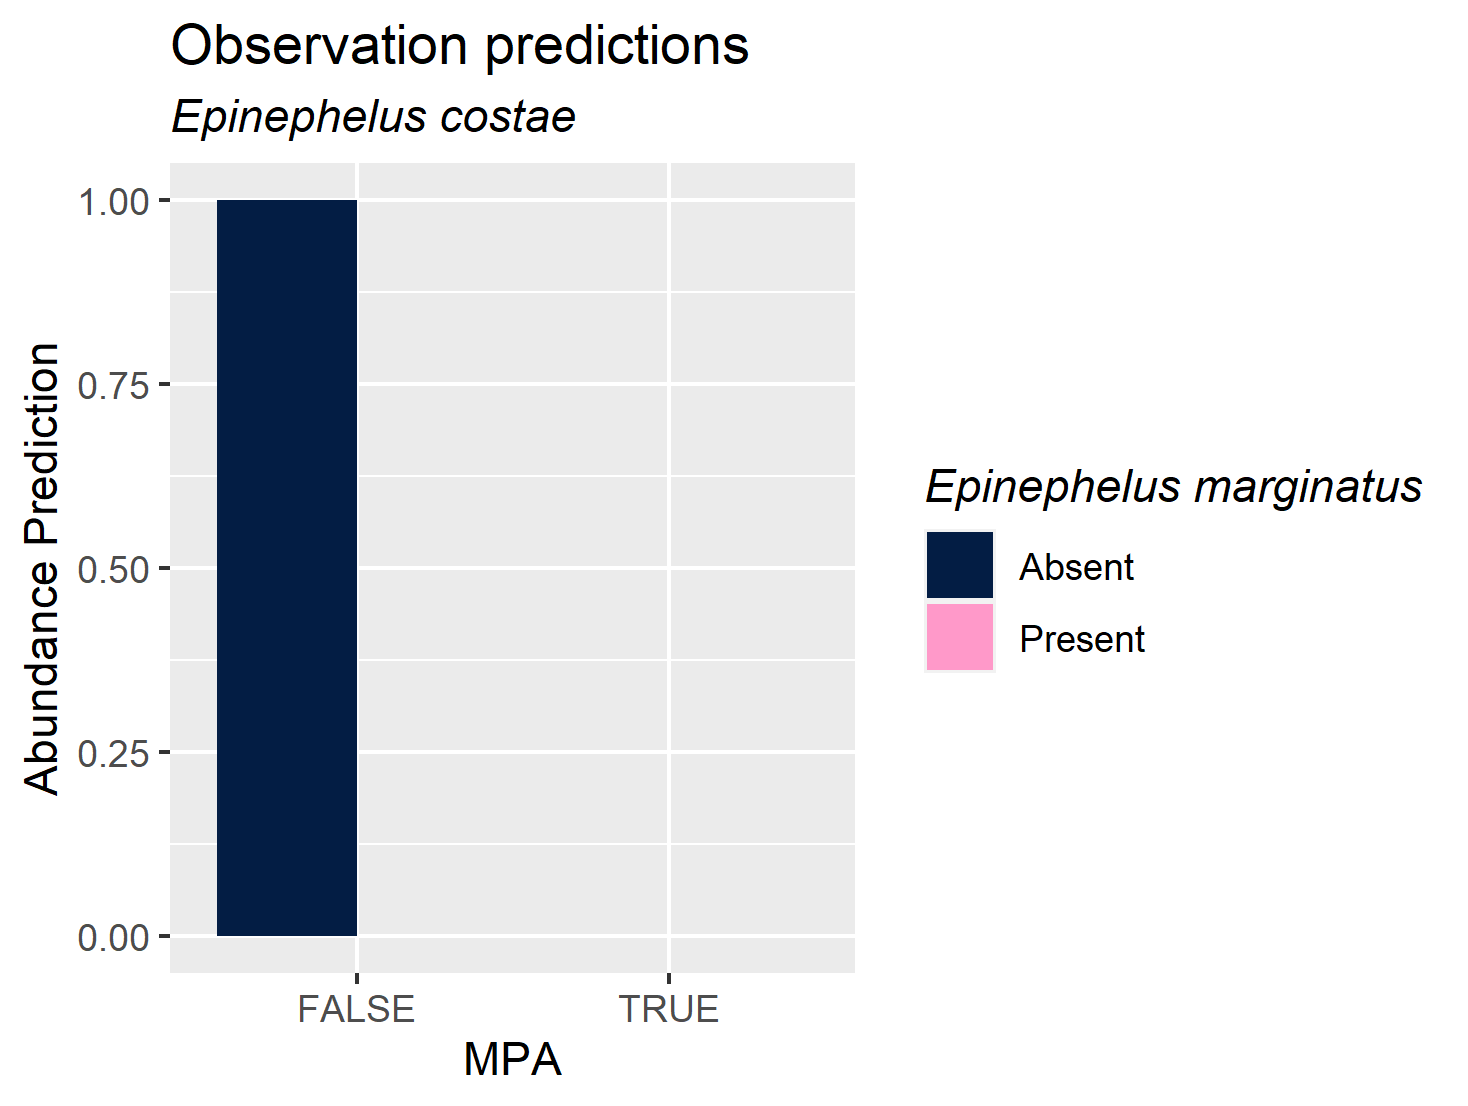 Observation predictions
Epinephelus costae
Abundance Prediction
1.00
0.75
0.50
0.25
0.00
FALSE TRUE
MPA
Epinephelus marginatus
Absent
Present